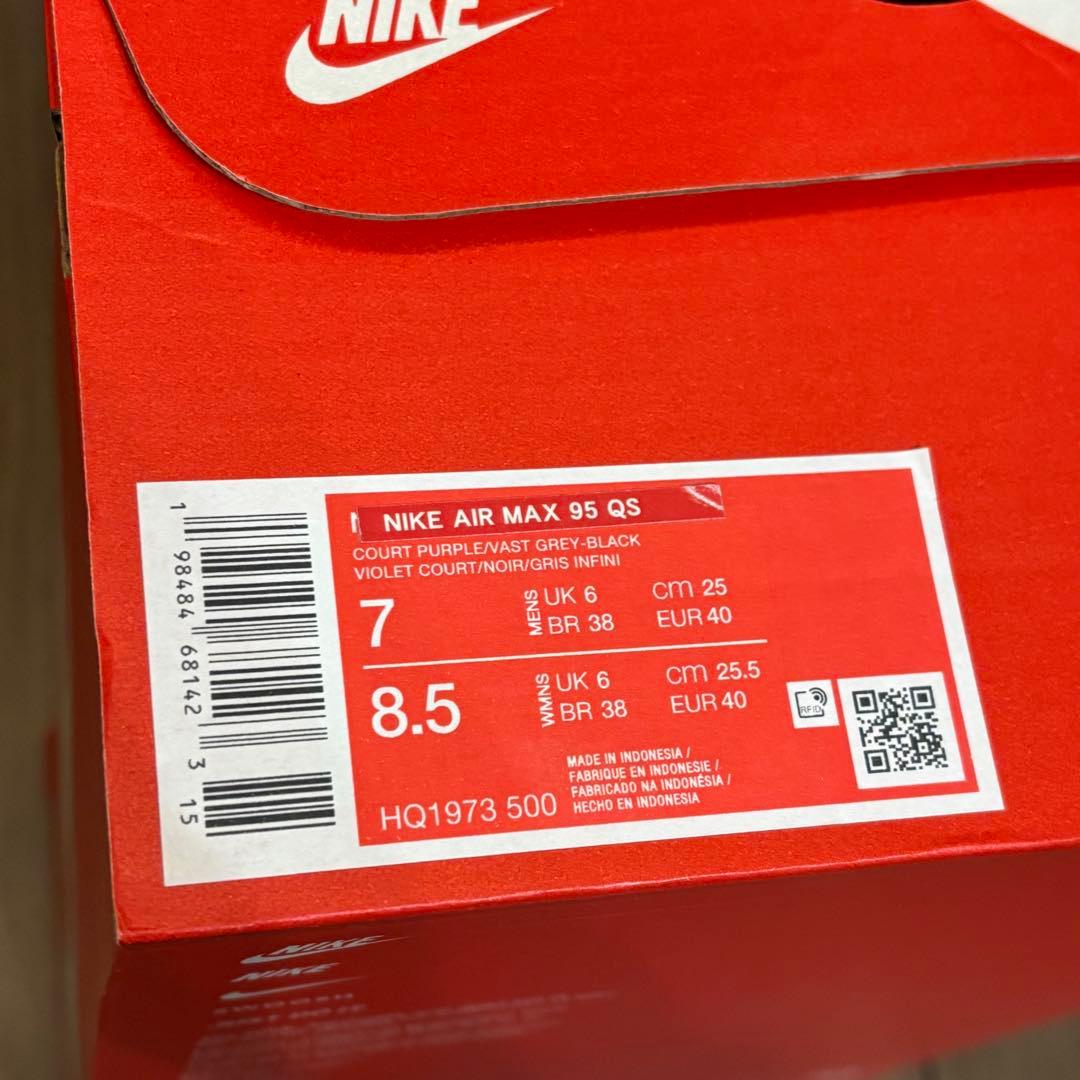 NIKE
NIKE AIR MAX 95 QS
COURT PURPLE/VAST GREY-BLACK
VIOLET COURT/NOIR/GRIS INFINI
7 MENS UK 6 cm 25
BR 38 EUR 40
8.5 WMNS UK 6 cm 25.5
BR 38 EUR 40
RFID
MADE IN INDONESIA /
FABRIQUE EN INDONESIE /
FABRICADO NA INDONÉSIA /
HECHO EN INDONESIA
HQ1973 500
1 98484 68142 3 15
NIKE
NIKE